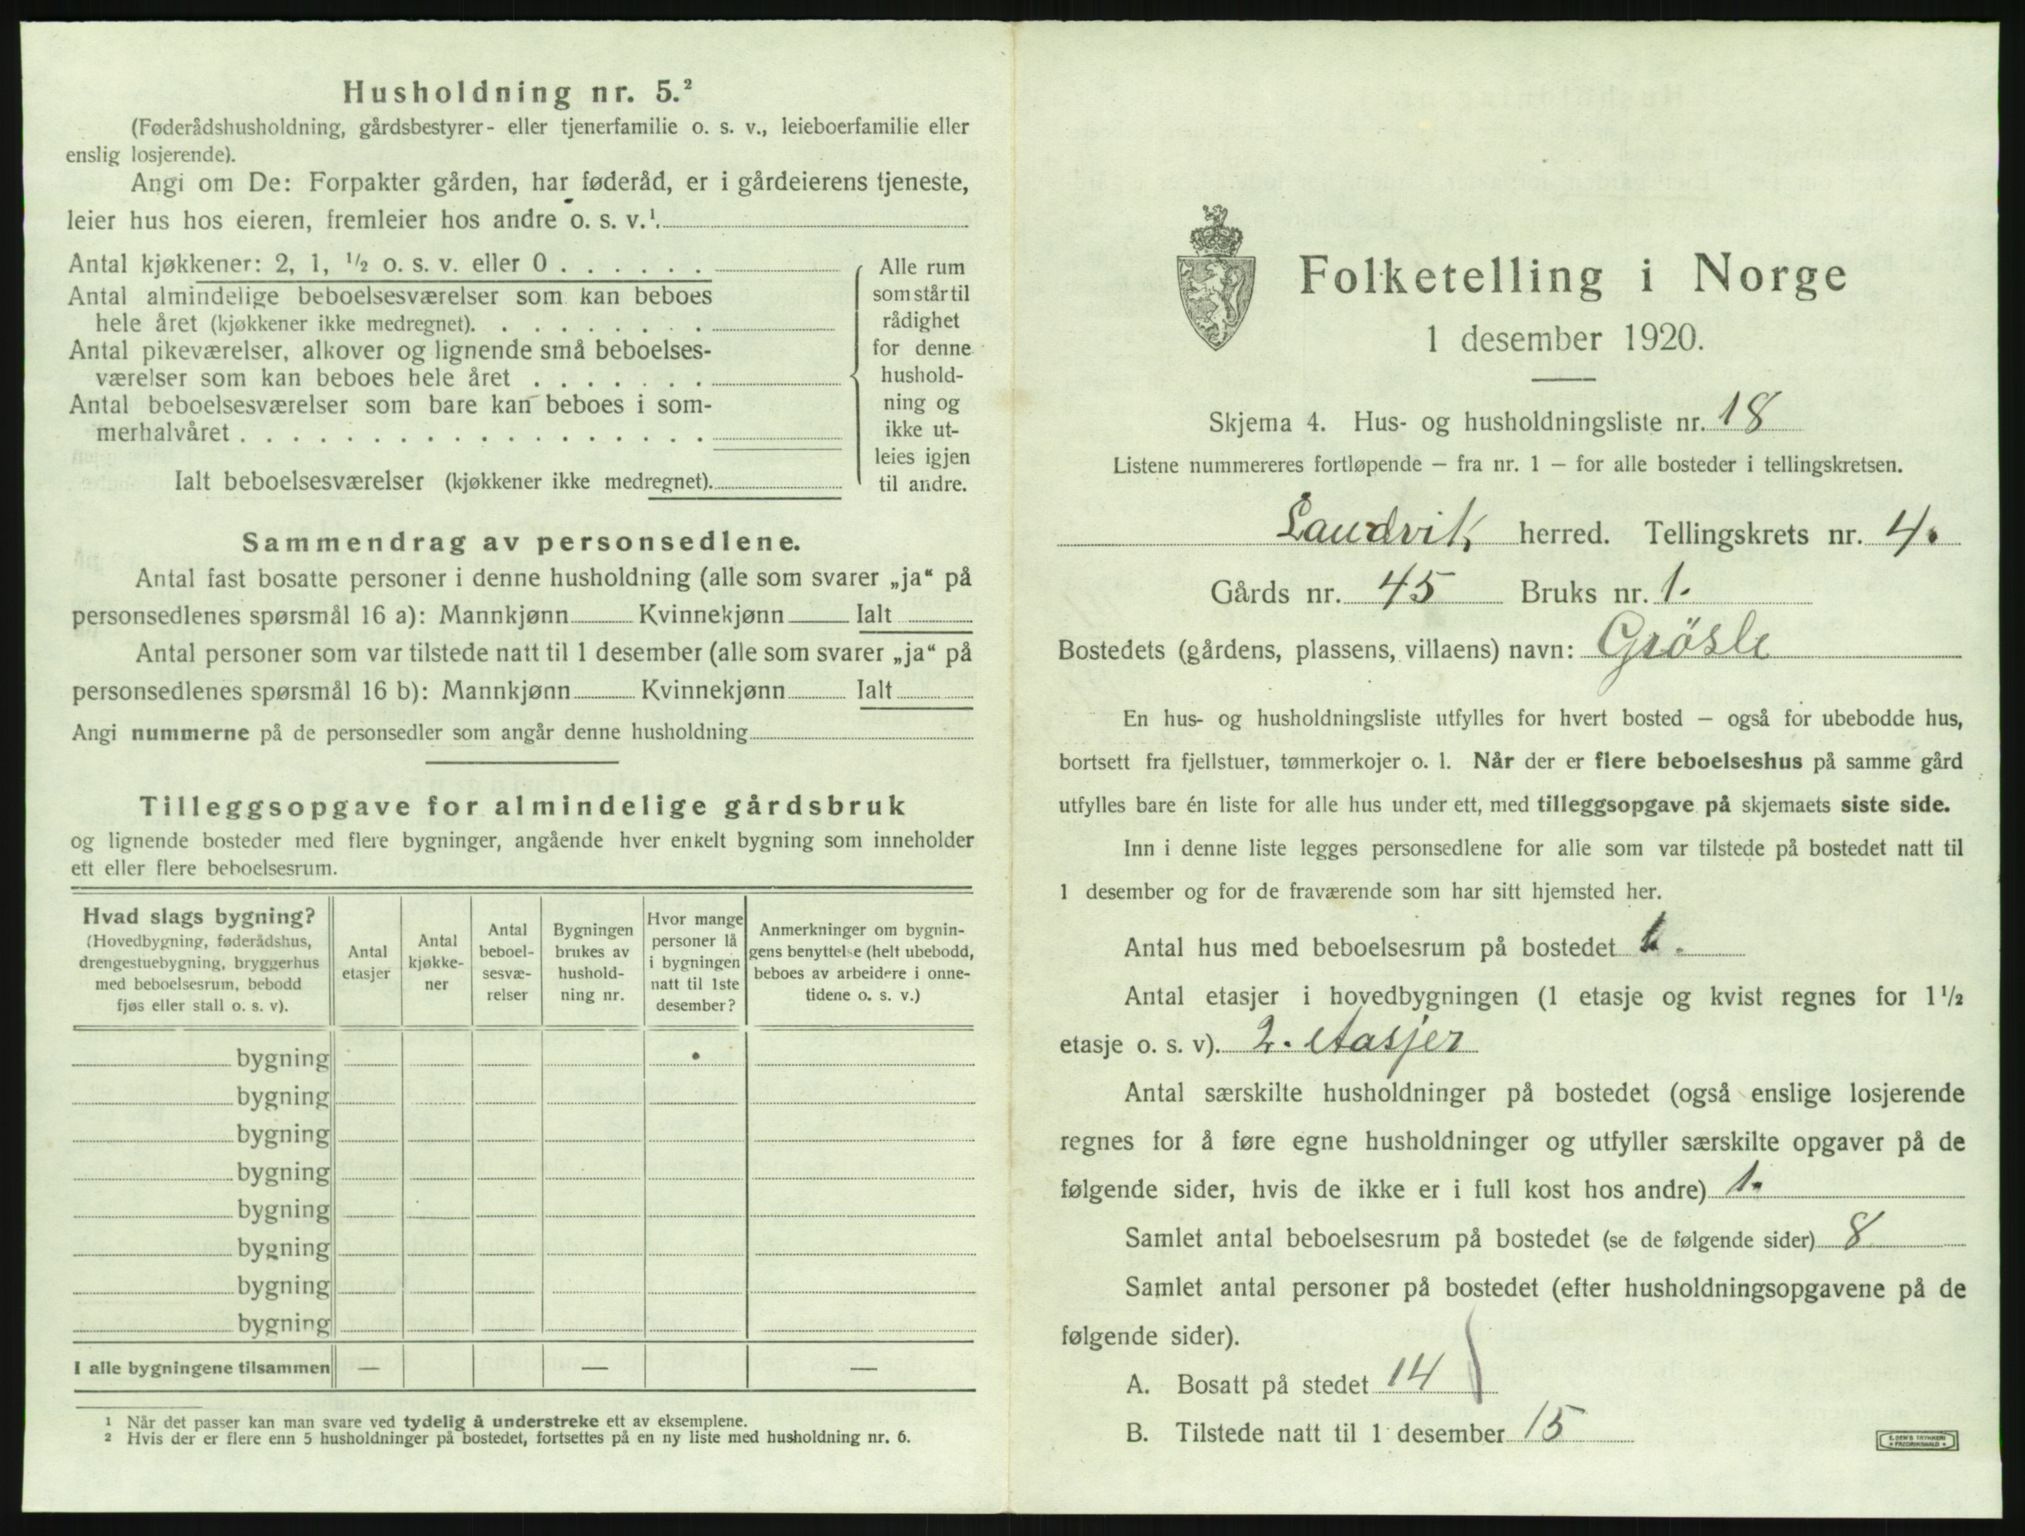 Husholdning nr. 5.²
(Føderådshusholdning, gårdsbestyrer- eller tjenerfamilie o. s. v., leieboerfamilie eller
enslig losjerende).
Angi om De: Forpakter gården, har føderåd, er i gårdeierens tjeneste,
leier hus hos eieren, fremleier hos andre o. s. v.¹.
Antal kjøkkener: 2, 1, ½ o. s. v. eller 0 . . . . . .
Antal almindelige beboelsesværelser som kan beboes
hele året (kjøkkener ikke medregnet). . . . . . . . .
Antal pikeværelser, alkover og lignende små beboelses-
værelser som kan beboes hele året . . . . . . .
Antal beboelsesværelser som bare kan beboes i som-
merhalvåret . . . . . . . . . . . . . . . . . .
Ialt beboelsesværelser (kjøkkener ikke medregnet).
Alle rum
som står til
rådighet
for denne
hushold-
ning og
ikke ut-
leies igjen
til andre.
Sammendrag av personsedlene.
Antal fast bosatte personer i denne husholdning (alle som svarer „ja“ på
personsedlenes spørsmål 16 a): Mannkjønn Kvinnekjønn Ialt
Antal personer som var tilstede natt til 1 desember (alle som svarer „ja“ på
personsedlenes spørsmål 16 b): Mannkjønn Kvinnekjønn Ialt
Angi nummerne på de personsedler som angår denne husholdning
Tilleggsopgave for almindelige gårdsbruk
og lignende bosteder med flere bygninger, angående hver enkelt bygning som inneholder
ett eller flere beboelsesrum.
Hvad slags bygning?
(Hovedbygning, føderådshus,
drengestuebygning, bryggerhus
med beboelsesrum, bebodd
fjøs eller stall o. s. v).
Antal
etasjer
Antal
kjøkke-
ner
Antal
beboel-
sesvæ-
relser
Bygningen
brukes av
hushold-
ning nr.
Hvor mange
personer lå
i bygningen
natt til 1ste
desember?
Anmerkninger om bygnin-
gens benyttelse (helt ubebodd,
beboes av arbeidere i onne-
tidene o. s. v.)
bygning
bygning
bygning
bygning
bygning
bygning
bygning
bygning
I alle bygningene tilsammen — — —
¹ Når det passer kan man svare ved tydelig å understreke ett av eksemplene.
² Hvis der er flere enn 5 husholdninger på bostedet, fortsettes på en ny liste med husholdning nr. 6.
Folketelling i Norge
1 desember 1920.
Skjema 4. Hus- og husholdningsliste nr. 18
Listene nummereres fortløpende – fra nr. 1 – for alle bosteder i tellingskretsen.
Landvik herred. Tellingskrets nr. 4.
Gårds nr. 45 Bruks nr. 1.
Bostedets (gårdens, plassens, villaens) navn: Grösle
En hus- og husholdningsliste utfylles for hvert bosted – også for ubebodde hus,
bortsett fra fjellstuer, tømmerkojer o. l. Når der er flere beboelseshus på samme gård
utfylles bare én liste for alle hus under ett, med tilleggsopgave på skjemaets siste side.
Inn i denne liste legges personsedlene for alle som var tilstede på bostedet natt til
1 desember og for de fraværende som har sitt hjemsted her.
Antal hus med beboelsesrum på bostedet 1.
Antal etasjer i hovedbygningen (1 etasje og kvist regnes for 1½
etasje o. s. v). 2. etasjer
Antal særskilte husholdninger på bostedet (også enslige losjerende
regnes for å føre egne husholdninger og utfyller særskilte opgaver på de
følgende sider, hvis de ikke er i full kost hos andre) 1.
Samlet antal beboelsesrum på bostedet (se de følgende sider) 8
Samlet antal personer på bostedet (efter husholdningsopgavene på de
følgende sider).
A. Bosatt på stedet 14
B. Tilstede natt til 1 desember 15